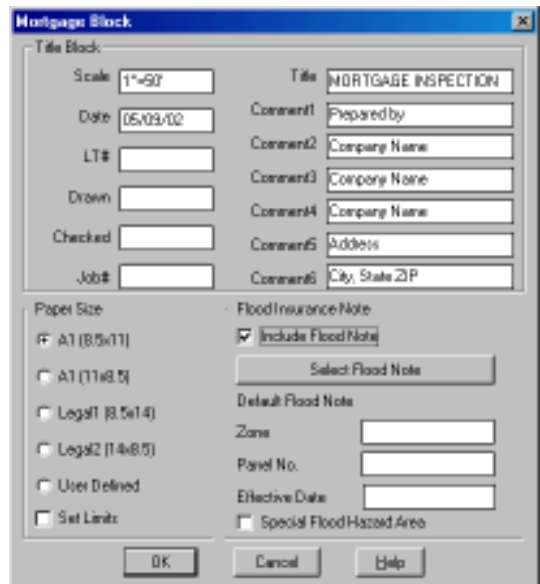 Mortgage Block
Title Block
Scale 1"=50'
Date 05/09/02
LT#
Drawn
Checked
Job#
Title MORTGAGE INSPECTION
Comment1 Prepared by
Comment2 Company Name
Comment3 Company Name
Comment4 Company Name
Comment5 Address
Comment6 City, State ZIP
Paper Size
A1 (8.5x11)
A1 (11x8.5)
Legal1 (8.5x14)
Legal2 (14x8.5)
User Defined
Set Limits
Flood Insurance Note
Include Flood Note
Select Flood Note
Default Flood Note
Zone
Panel No.
Effective Date
Special Flood Hazard Area
OK
Cancel
Help